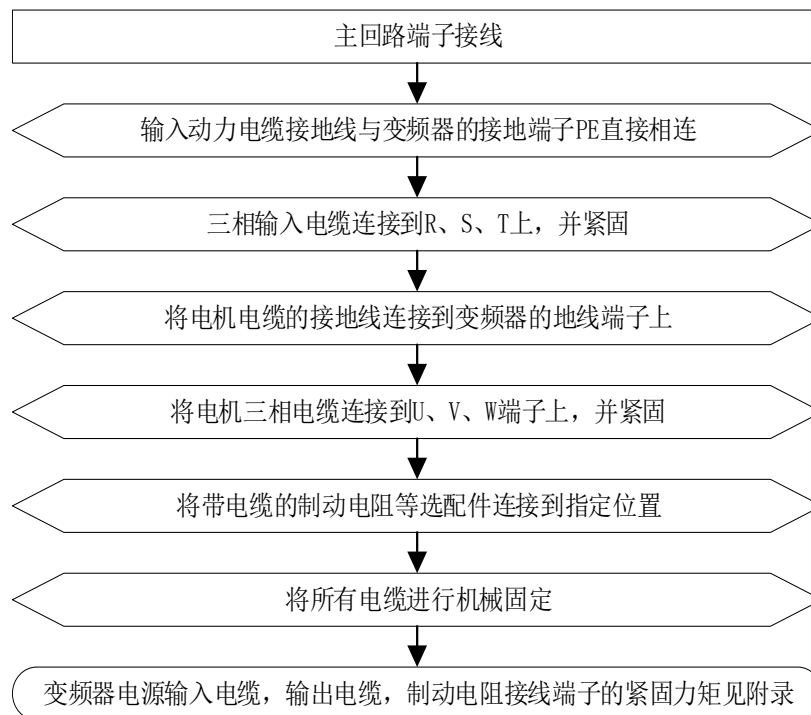 主回路端子接线
输入动力电缆接地线与变频器的接地端子PE直接相连
三相输入电缆连接到R、S、T上，并紧固
将电机电缆的接地线连接到变频器的地线端子上
将电机三相电缆连接到U、V、W端子上，并紧固
将带电缆的制动电阻等选配件连接到指定位置
将所有电缆进行机械固定
变频器电源输入电缆，输出电缆，制动电阻接线端子的紧固力矩见附录